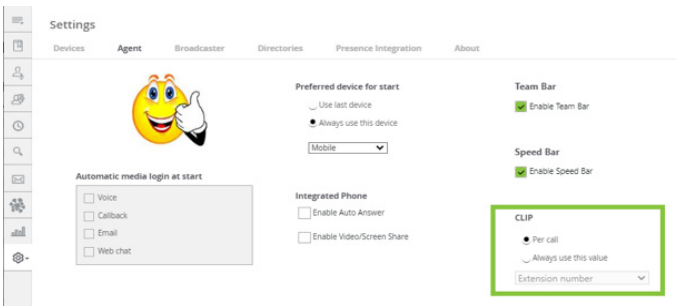 Settings
Devices Agent Broadcaster Directories Presence Integration About
Preferred device for start
Use last device
Always use this device
Mobile
Team Bar
Enable Team Bar
Speed Bar
Enable Speed Bar
Automatic media login at start
Voice
Callback
Email
Web chat
Integrated Phone
Enable Auto Answer
Enable Video/Screen Share
CLIP
Per call
Always use this value
Extension number